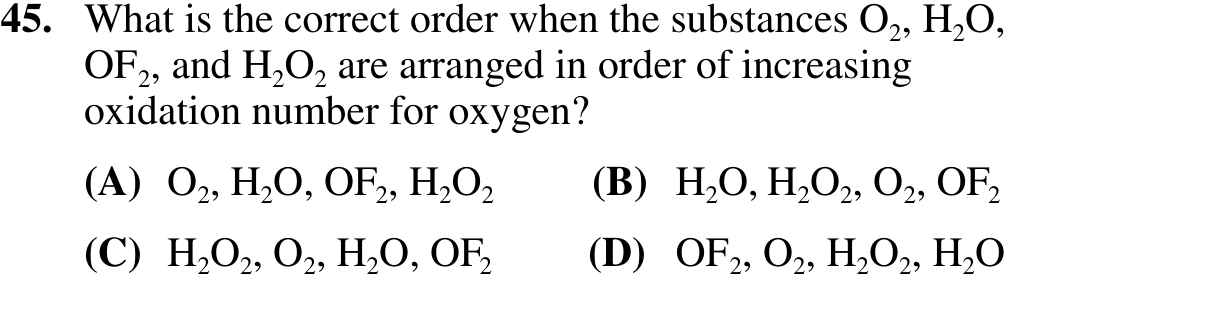 45. What is the correct order when the substances O₂, H₂O,
OF₂, and H₂O₂ are arranged in order of increasing
oxidation number for oxygen?
(A) O₂, H₂O, OF₂, H₂O₂ (B) H₂O, H₂O₂, O₂, OF₂
(C) H₂O₂, O₂, H₂O, OF₂ (D) OF₂, O₂, H₂O₂, H₂O